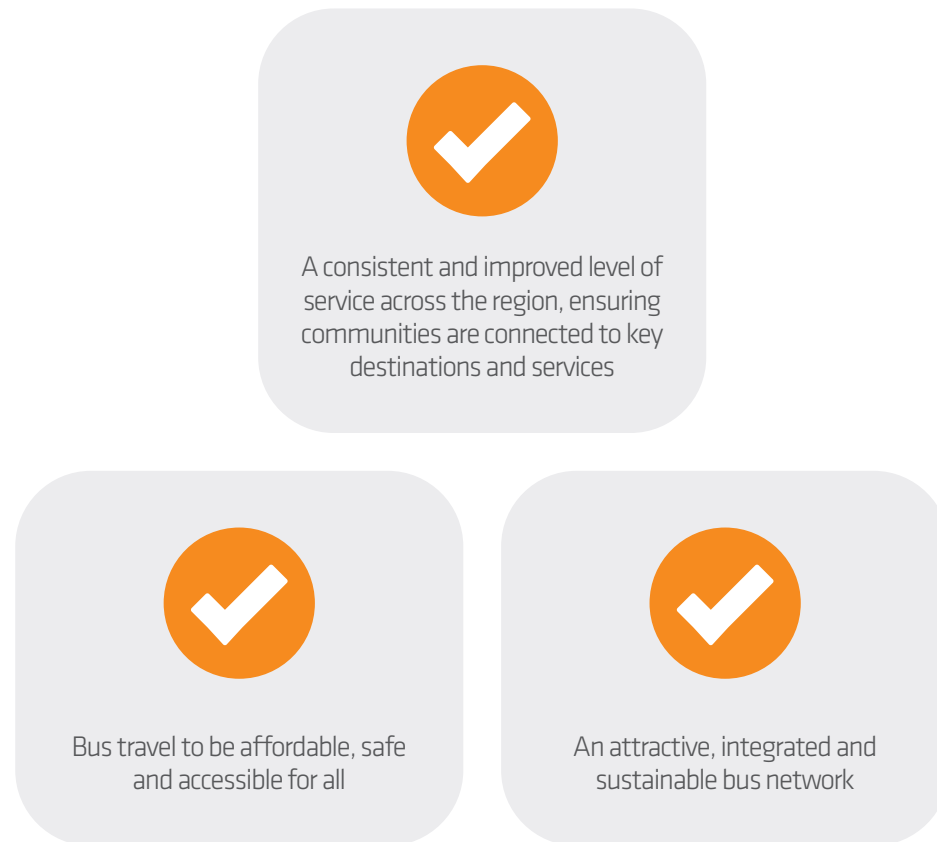 A consistent and improved level of
service across the region, ensuring
communities are connected to key
destinations and services
Bus travel to be affordable, safe
and accessible for all
An attractive, integrated and
sustainable bus network